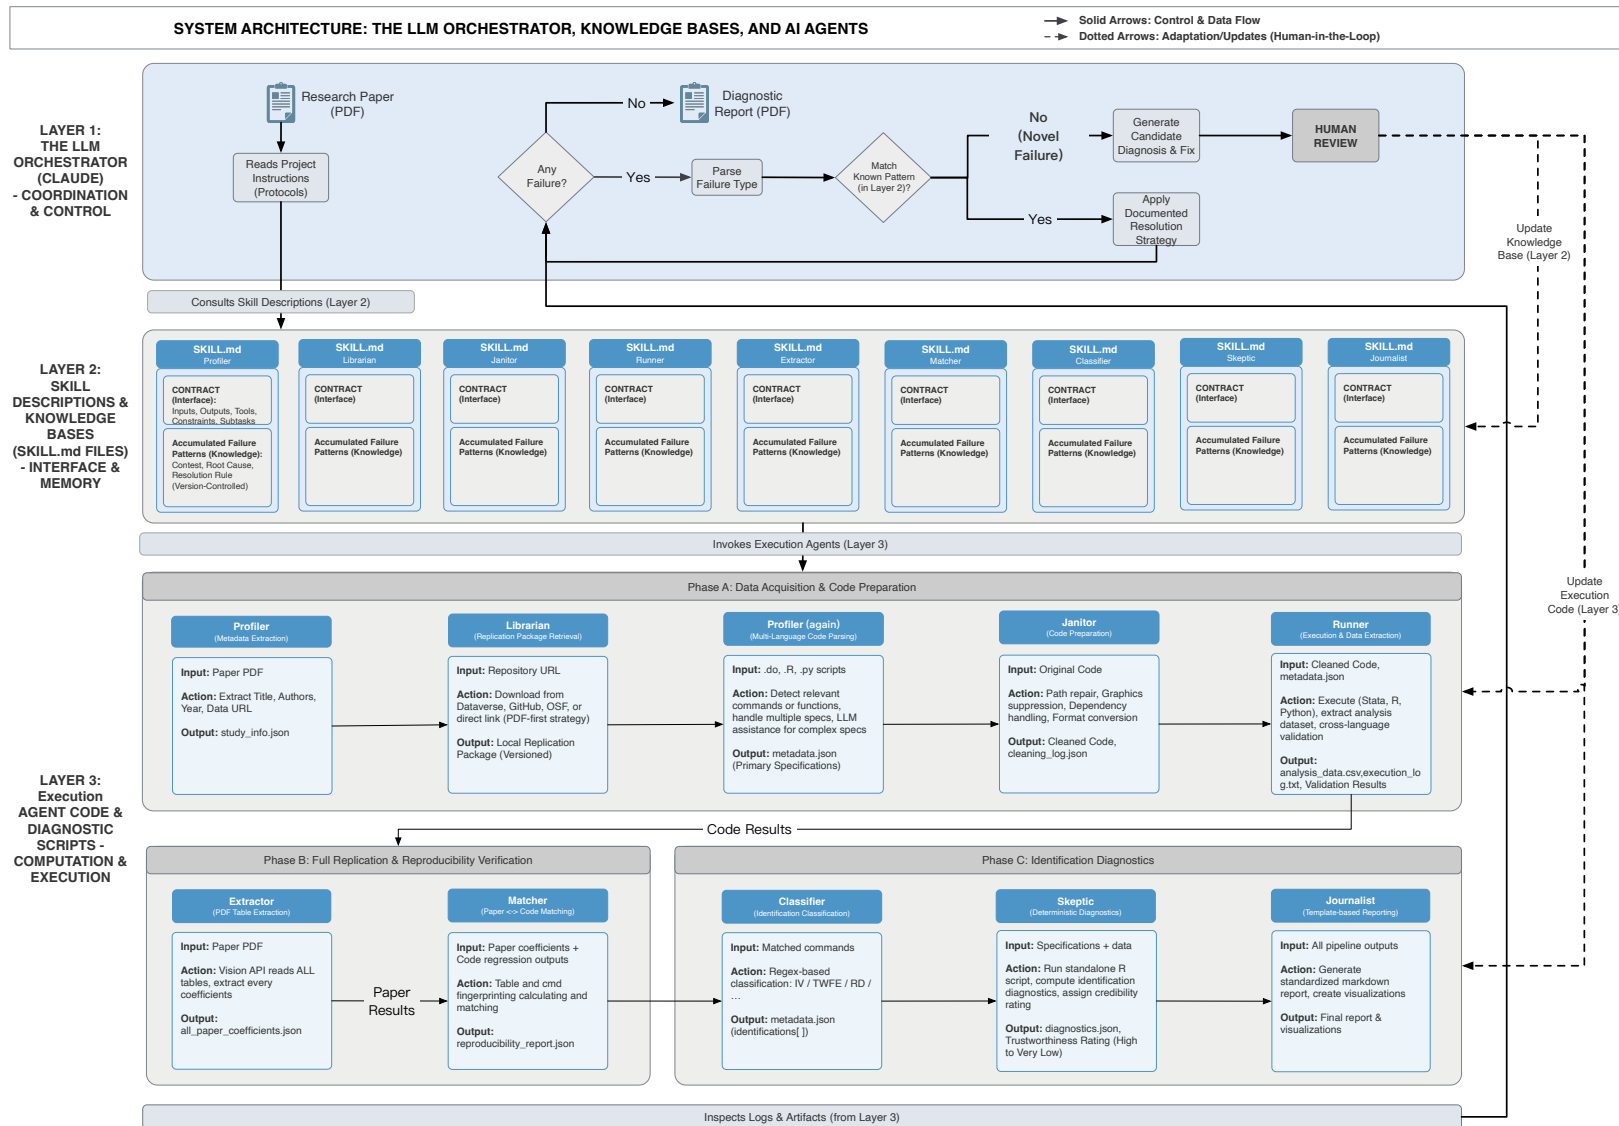 SYSTEM ARCHITECTURE: THE LLM ORCHESTRATOR, KNOWLEDGE BASES, AND AI AGENTS
Solid Arrows: Control & Data Flow
Dotted Arrows: Adaptation/Updates (Human-in-the-Loop)
LAYER 1:
THE LLM
ORCHESTRATOR
(CLAUDE)
- COORDINATION
& CONTROL
Research Paper
(PDF)
Reads Project
Instructions
(Protocols)
Any
Failure?
No
Diagnostic
Report (PDF)
Yes
Parse
Failure Type
Match
Known Pattern
(in Layer 2)?
No
(Novel
Failure)
Generate
Candidate
Diagnosis & Fix
HUMAN
REVIEW
Yes
Apply
Documented
Resolution
Strategy
Update
Knowledge
Base (Layer 2)
Consults Skill Descriptions (Layer 2)
LAYER 2:
SKILL
DESCRIPTIONS &
KNOWLEDGE
BASES
(SKILL.md FILES)
- INTERFACE &
MEMORY
SKILL.md
Profiler
CONTRACT
(Interface):
Inputs, Outputs, Tools,
Constraints, Subtasks
Accumulated Failure
Patterns (Knowledge):
Contest, Root Cause,
Resolution Rule
(Version-Controlled)
SKILL.md
Librarian
CONTRACT
(Interface)
Accumulated Failure
Patterns (Knowledge)
SKILL.md
Janitor
CONTRACT
(Interface)
Accumulated Failure
Patterns (Knowledge)
SKILL.md
Runner
CONTRACT
(Interface)
Accumulated Failure
Patterns (Knowledge)
SKILL.md
Extractor
CONTRACT
(Interface)
Accumulated Failure
Patterns (Knowledge)
SKILL.md
Matcher
CONTRACT
(Interface)
Accumulated Failure
Patterns (Knowledge)
SKILL.md
Classifier
CONTRACT
(Interface)
Accumulated Failure
Patterns (Knowledge)
SKILL.md
Skeptic
CONTRACT
(Interface)
Accumulated Failure
Patterns (Knowledge)
SKILL.md
Journalist
CONTRACT
(Interface)
Accumulated Failure
Patterns (Knowledge)
Invokes Execution Agents (Layer 3)
Update
Execution
Code (Layer 3)
LAYER 3:
Execution
AGENT CODE &
DIAGNOSTIC
SCRIPTS -
COMPUTATION &
EXECUTION
Phase A: Data Acquisition & Code Preparation
Profiler
(Metadata Extraction)
Input: Paper PDF
Action: Extract Title, Authors,
Year, Data URL
Output: study_info.json
Librarian
(Replication Package Retrieval)
Input: Repository URL
Action: Download from
Dataverse, GitHub, OSF, or
direct link (PDF-first strategy)
Output: Local Replication
Package (Versioned)
Profiler (again)
(Multi-Language Code Parsing)
Input: .do, .R, .py scripts
Action: Detect relevant
commands or functions,
handle multiple specs, LLM
assistance for complex specs
Output: metadata.json
(Primary Specifications)
Janitor
(Code Preparation)
Input: Original Code
Action: Path repair, Graphics
suppression, Dependency
handling, Format conversion
Output: Cleaned Code,
cleaning_log.json
Runner
(Execution & Data Extraction)
Input: Cleaned Code,
metadata.json
Action: Execute (Stata, R,
Python), extract analysis
dataset, cross-language
validation
Output:
analysis_data.csv,execution_lo
g.txt, Validation Results
Code Results
Phase B: Full Replication & Reproducibility Verification
Extractor
(PDF Table Extraction)
Input: Paper PDF
Action: Vision API reads ALL
tables, extract every
coefficients
Output:
all_paper_coefficients.json
Paper
Results
Matcher
(Paper <-> Code Matching)
Input: Paper coefficients +
Code regression outputs
Action: Table and cmd
fingerprinting calculating and
matching
Output:
reproducibility_report.json
Phase C: Identification Diagnostics
Classifier
(Identification Classification)
Input: Matched commands
Action: Regex-based
classification: IV / TWFE / RD /
...
Output: metadata.json
(identifications[ ])
Skeptic
(Deterministic Diagnostics)
Input: Specifications + data
Action: Run standalone R
script, compute identification
diagnostics, assign credibility
rating
Output: diagnostics.json,
Trustworthiness Rating (High
to Very Low)
Journalist
(Template-based Reporting)
Input: All pipeline outputs
Action: Generate
standardized markdown
report, create visualizations
Output: Final report &
visualizations
Inspects Logs & Artifacts (from Layer 3)